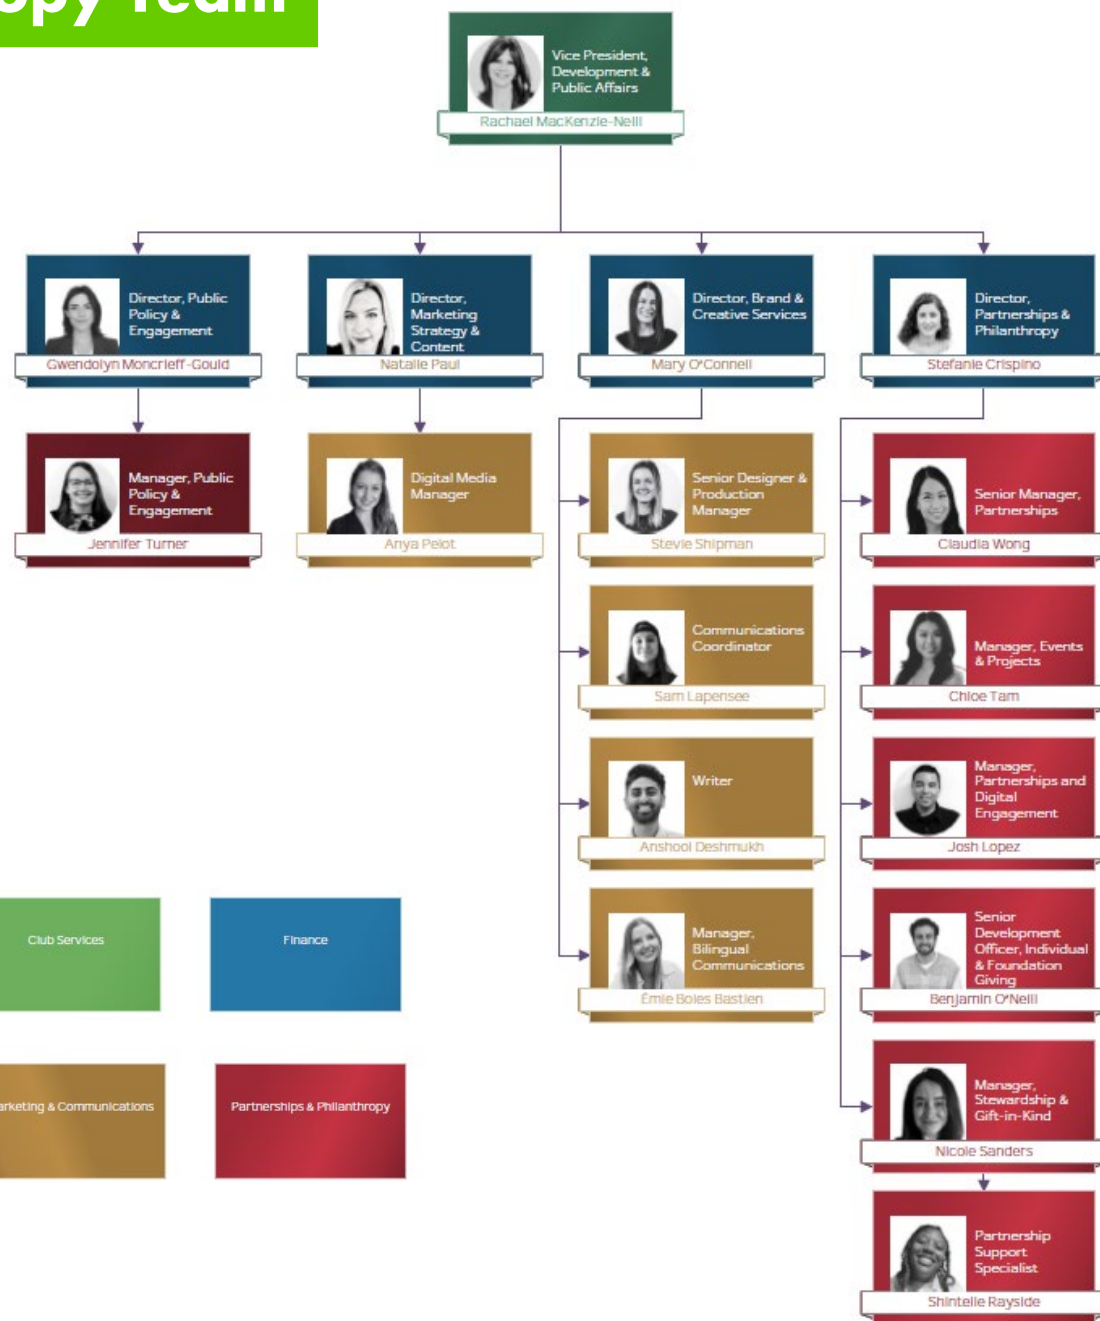 opy Team
Vice President,
Development &
Public Affairs
Rachael MacKenzie-Neill
Director, Public
Policy &
Engagement
Gwendolyn Moncrieff-Gould
Director,
Marketing
Strategy &
Content
Natalie Paul
Director, Brand &
Creative Services
Mary O'Connell
Director,
Partnerships &
Philanthropy
Stefanie Crispino
Manager, Public
Policy &
Engagement
Jennifer Turner
Digital Media
Manager
Anya Pelot
Senior Designer &
Production
Manager
Stevie Shipman
Senior Manager,
Partnerships
Claudia Wong
Communications
Coordinator
Sam Lapensee
Manager, Events
& Projects
Chloe Tam
Writer
Anshool Deshmukh
Manager,
Partnerships and
Digital
Engagement
Josh Lopez
Manager,
Bilingual
Communications
Émie Boles Bastien
Senior
Development
Officer, Individual
& Foundation
Giving
Benjamin O'Neill
Manager,
Stewardship &
Gift-in-Kind
Nicole Sanders
Partnership
Support
Specialist
Shintelle Rayside
Club Services
Finance
arketing & Communications
Partnerships & Philanthropy